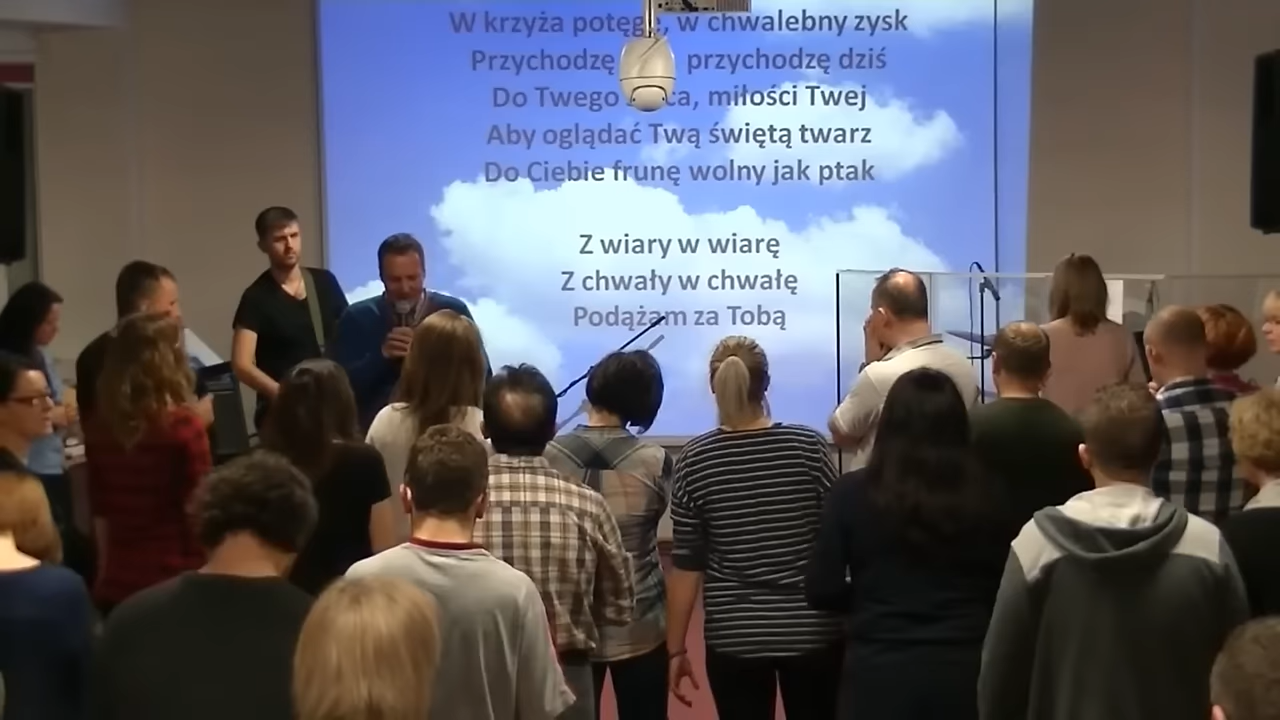 W krzyża potęgę, w chwalebny zysk
Przychodzę przychodzę dziś
Do Twego miłości Twej
Aby oglądać Twą świętą twarz
Do Ciebie frunę wolny jak ptak
Z wiary w wiarę
Z chwały w chwałę
Podążam za Tobą